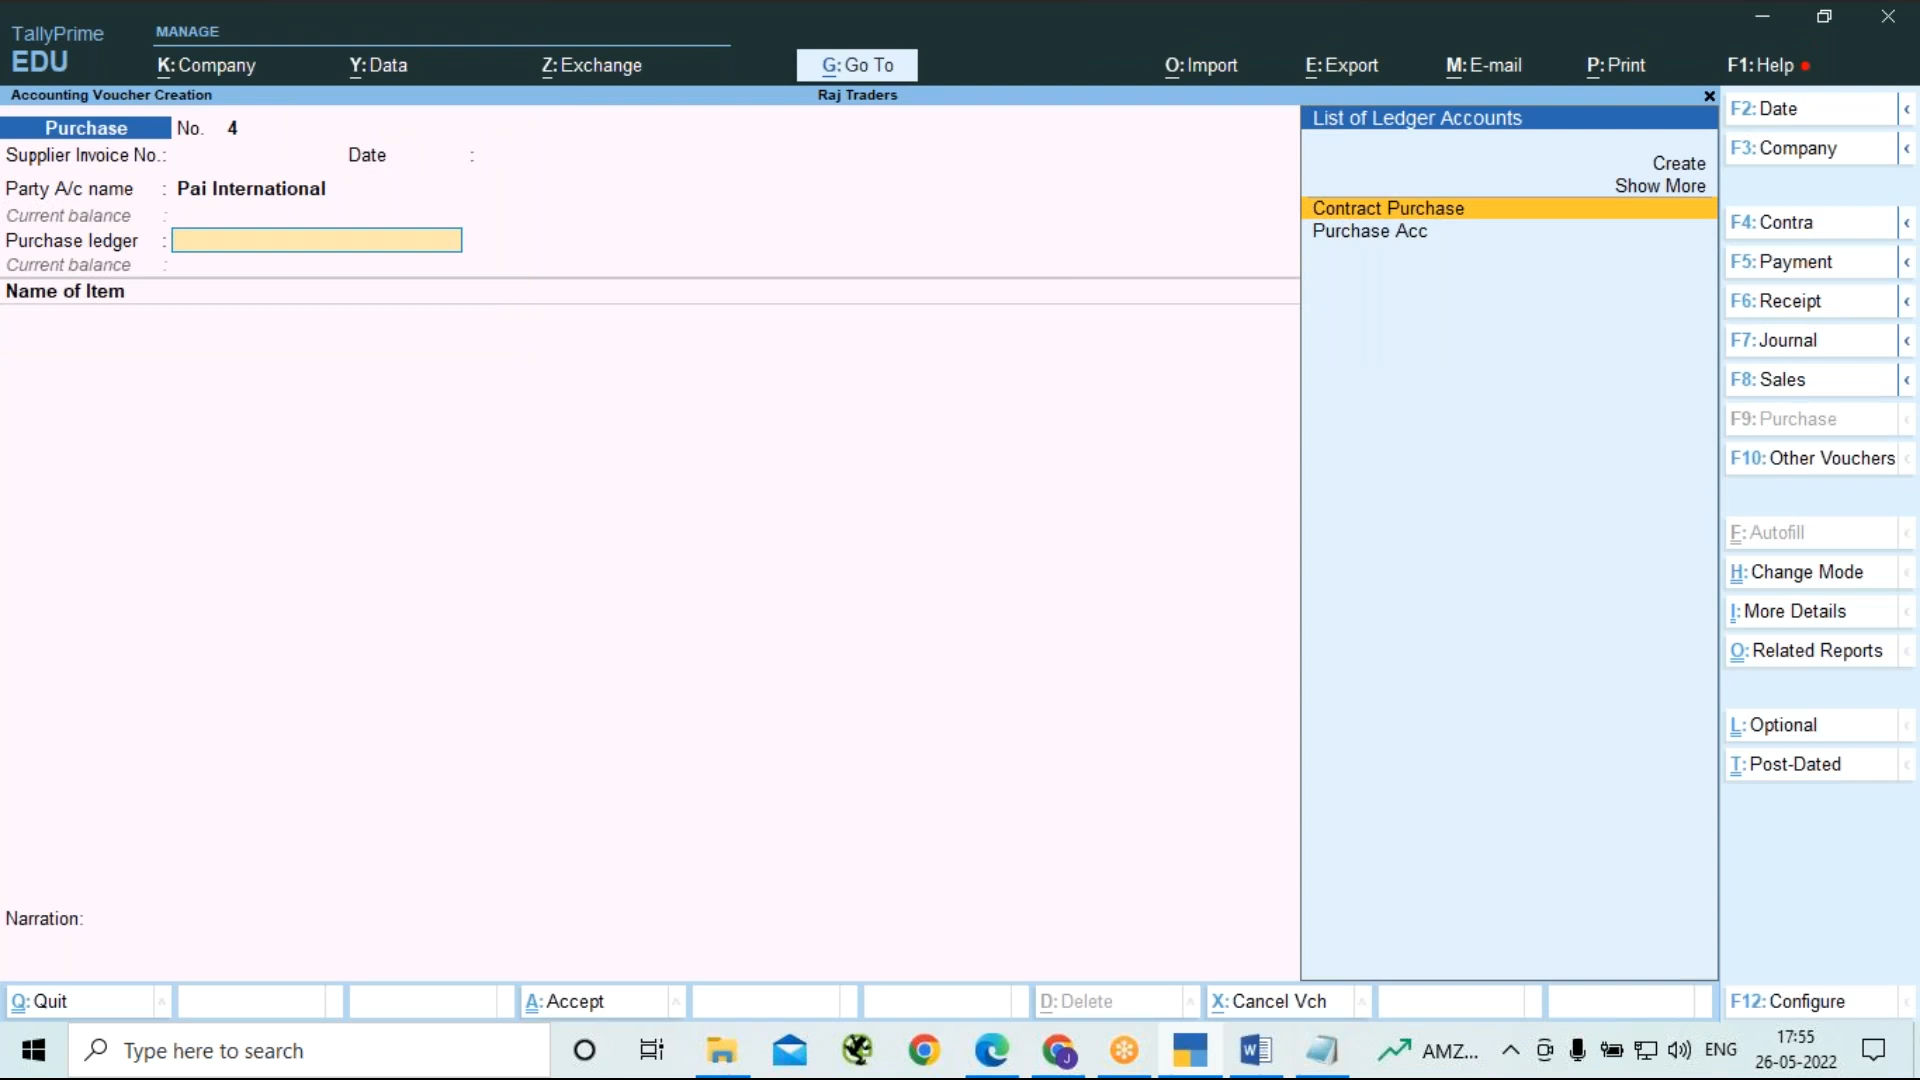 TallyPrime
EDU
MANAGE
K: Company
Y: Data
Z: Exchange
G: Go To
O: Import
E: Export
M: E-mail
P: Print
F1: Help
Accounting Voucher Creation
Raj Traders
Purchase No. 4
Supplier Invoice No.: Date :
Party A/c name : Pai International
Current balance :
Purchase ledger :
Current balance :
Name of Item
Narration:
List of Ledger Accounts
Create
Show More
Contract Purchase
Purchase Acc
F2: Date
F3: Company
F4: Contra
F5: Payment
F6: Receipt
F7: Journal
F8: Sales
F9: Purchase
F10: Other Vouchers
F: Autofill
H: Change Mode
I: More Details
O: Related Reports
L: Optional
T: Post-Dated
Q: Quit
A: Accept
D: Delete
X: Cancel Vch
F12: Configure
Type here to search
AMZ...
ENG
17:55
26-05-2022